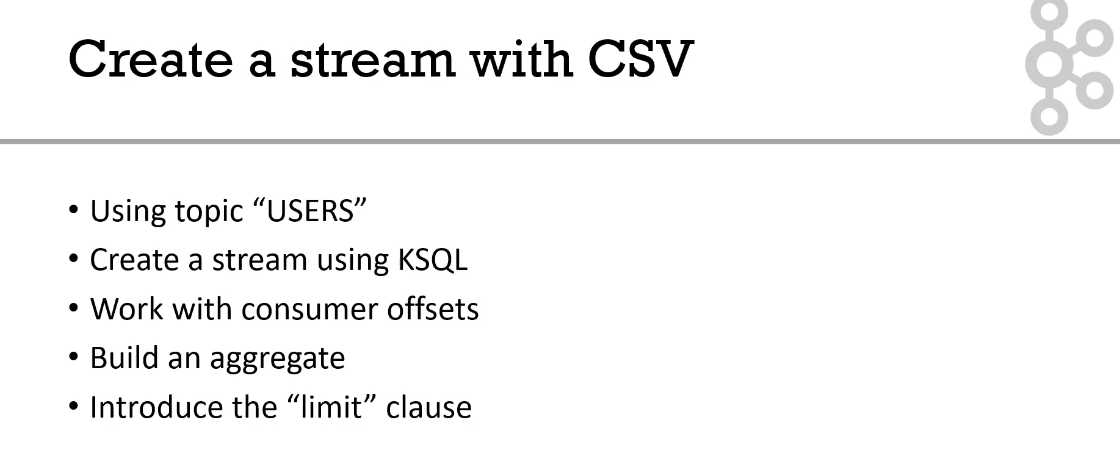 Create a stream with CSV
• Using topic “USERS”
• Create a stream using KSQL
• Work with consumer offsets
• Build an aggregate
• Introduce the “limit” clause